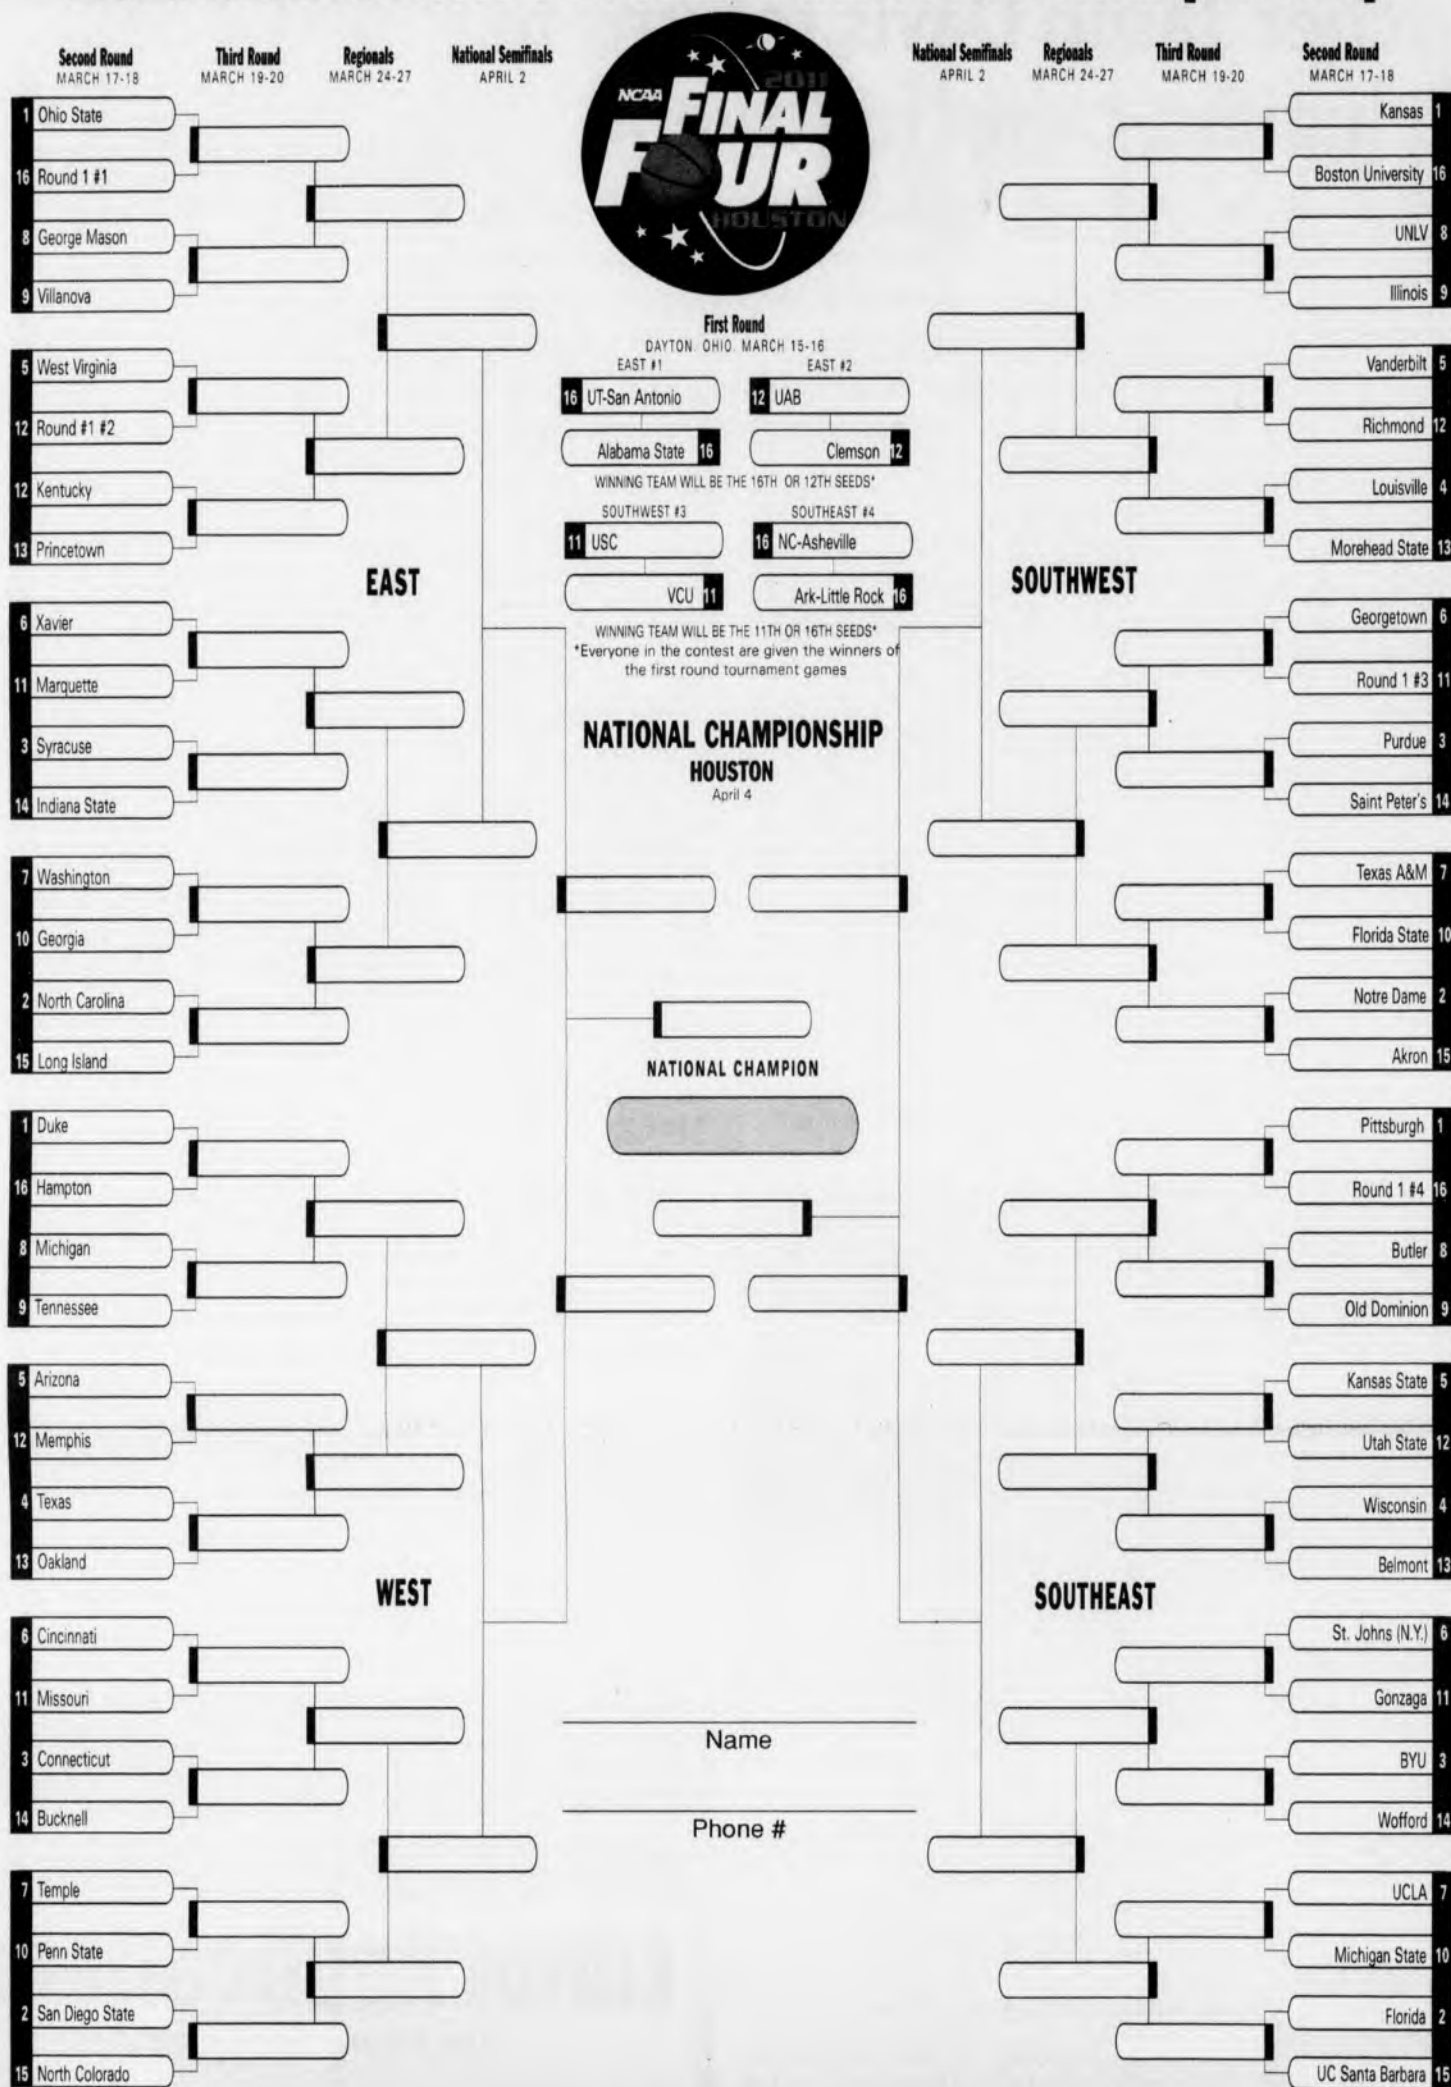 Second Round
MARCH 17-18
Third Round
MARCH 19-20
Regionals
MARCH 24-27
National Semifinals
APRIL 2
NCAA
2011
FINAL
FOUR
HOUSTON
National Semifinals
APRIL 2
Regionals
MARCH 24-27
Third Round
MARCH 19-20
Second Round
MARCH 17-18
1 Ohio State
16 Round 1 #1
8 George Mason
9 Villanova
5 West Virginia
12 Round #1 #2
12 Kentucky
13 Princetown
EAST
6 Xavier
11 Marquette
3 Syracuse
14 Indiana State
7 Washington
10 Georgia
2 North Carolina
15 Long Island
1 Duke
16 Hampton
8 Michigan
9 Tennessee
5 Arizona
12 Memphis
4 Texas
13 Oakland
WEST
6 Cincinnati
11 Missouri
3 Connecticut
14 Bucknell
7 Temple
10 Penn State
2 San Diego State
15 North Colorado
First Round
DAYTON, OHIO, MARCH 15-16
EAST #1
16 UT-San Antonio
Alabama State 16
EAST #2
12 UAB
Clemson 12
WINNING TEAM WILL BE THE 16TH OR 12TH SEEDS*
SOUTHWEST #3
11 USC
VCU 11
SOUTHEAST #4
16 NC-Asheville
Ark-Little Rock 16
WINNING TEAM WILL BE THE 11TH OR 16TH SEEDS*
*Everyone in the contest are given the winners of
the first round tournament games
NATIONAL CHAMPIONSHIP
HOUSTON
April 4
NATIONAL CHAMPION
Name
Phone #
Kansas 1
Boston University 16
UNLV 8
Illinois 9
Vanderbilt 5
Richmond 12
Louisville 4
Morehead State 13
SOUTHWEST
Georgetown 6
Round 1 #3 11
Purdue 3
Saint Peter's 14
Texas A&M 7
Florida State 10
Notre Dame 2
Akron 15
Pittsburgh 1
Round 1 #4 16
Butler 8
Old Dominion 9
Kansas State 5
Utah State 12
Wisconsin 4
Belmont 13
SOUTHEAST
St. Johns (N.Y.) 6
Gonzaga 11
BYU 3
Wofford 14
UCLA 7
Michigan State 10
Florida 2
UC Santa Barbara 15